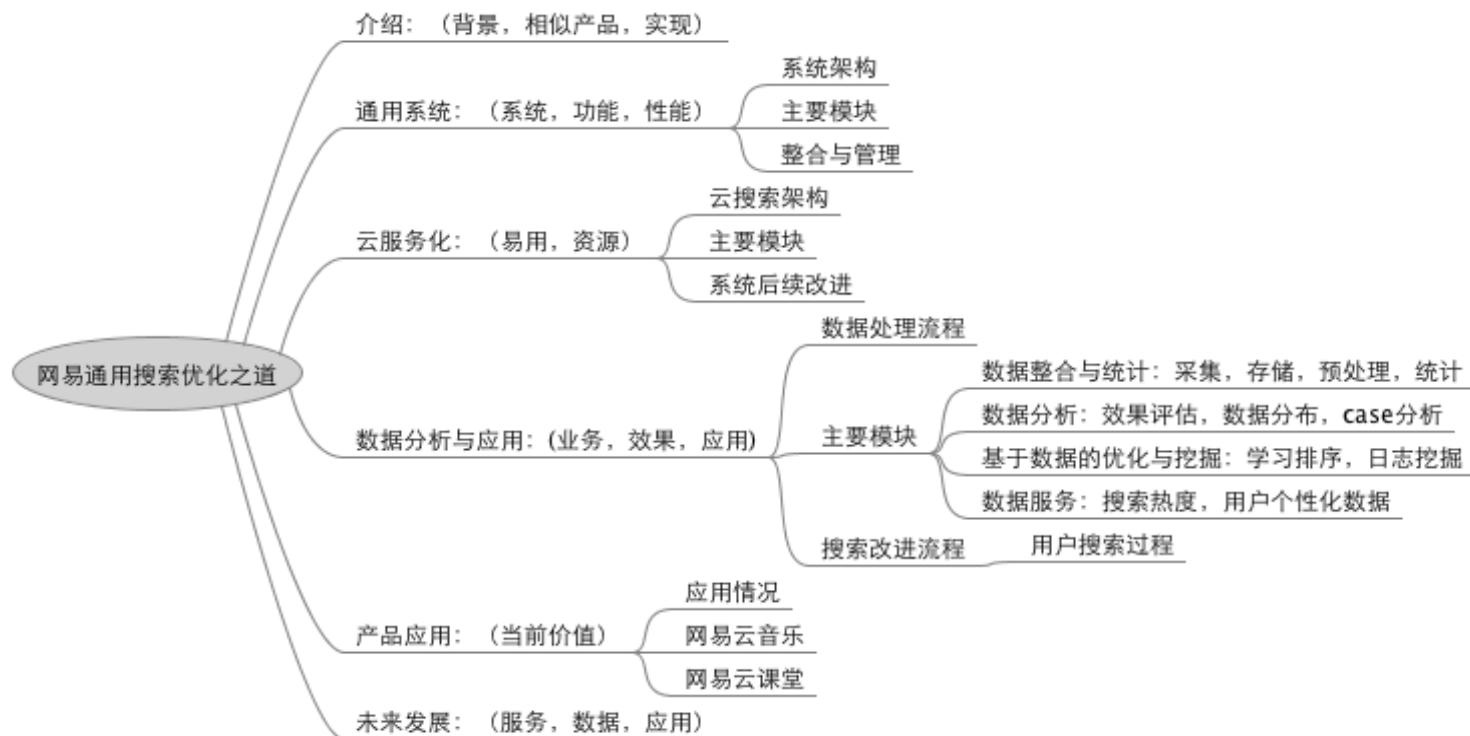 介绍：（背景，相似产品，实现）
系统架构
通用系统：（系统，功能，性能）
主要模块
整合与管理
云搜索架构
云服务化：（易用，资源）
主要模块
系统后续改进
数据处理流程
网易通用搜索优化之道
数据整合与统计：采集，存储，预处理，统计
数据分析：效果评估，数据分布，case分析
数据分析与应用：(业务，效果，应用)
主要模块
基于数据的优化与挖掘：学习排序，日志挖掘
数据服务：搜索热度，用户个性化数据
搜索改进流程
用户搜索过程
应用情况
产品应用：（当前价值）
网易云音乐
网易云课堂
未来发展：（服务，数据，应用）